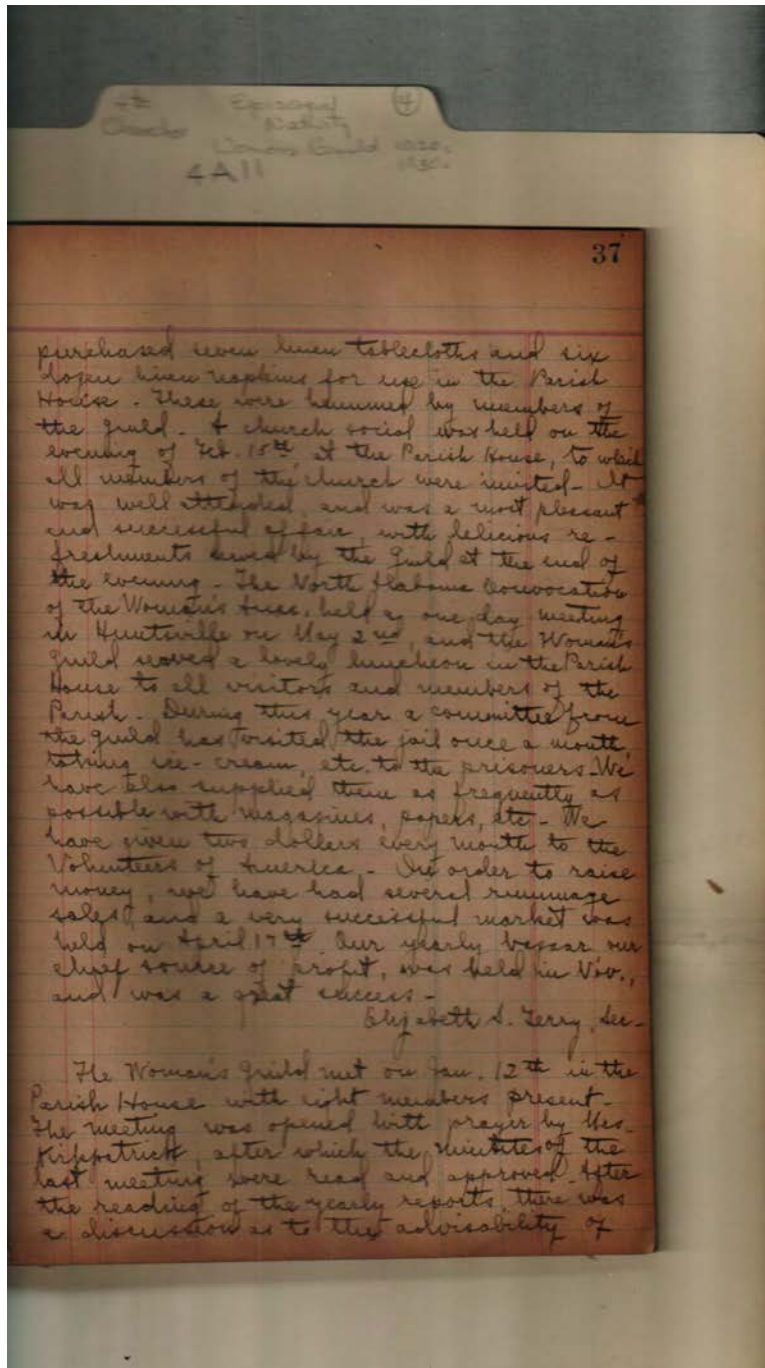 4th Episcopal (4)
Church Nativity
Womens Guild 1920s
1930s
4A11
37
purchased seven linen tablecloths and six
dozen linen napkins for use in the Parish
House. These were hemmed by members of
the guild. A church social was held on the
evening of Feb. 15th at the Parish House, to which
all members of the church were invited. It
was well attended, and was a most pleasant
and successful affair, with delicious re-
freshments served by the Guild at the end of
the evening. The North Alabama Convocation
of the Woman's Aux. held a one day meeting
in Huntsville on May 2nd, and the Woman's
Guild served a lovely luncheon in the Parish
House to all visitors and members of the
Parish. During this year a committee from
the guild has visited the jail once a month,
taking ice-cream, etc. to the prisoners. We
have also supplied them as frequently as
possible with magazines, papers, etc. We
have given two dollars every month to the
Volunteers of America. In order to raise
money, we have had several rummage
sales, and a very successful market was
held on April 17th. Our yearly bazaar our
chief source of profit, was held in Nov.,
and was a great success-
Elizabeth S. Terry, Sec-
The Woman's Guild met on Jan. 12th in the
Parish House with eight members present.
The meeting was opened with prayer by Mrs.
Kirkpatrick, after which the minutes of the
last meeting were read and approved. After
the reading of the yearly reports, there was
a discussion as to the advisability of